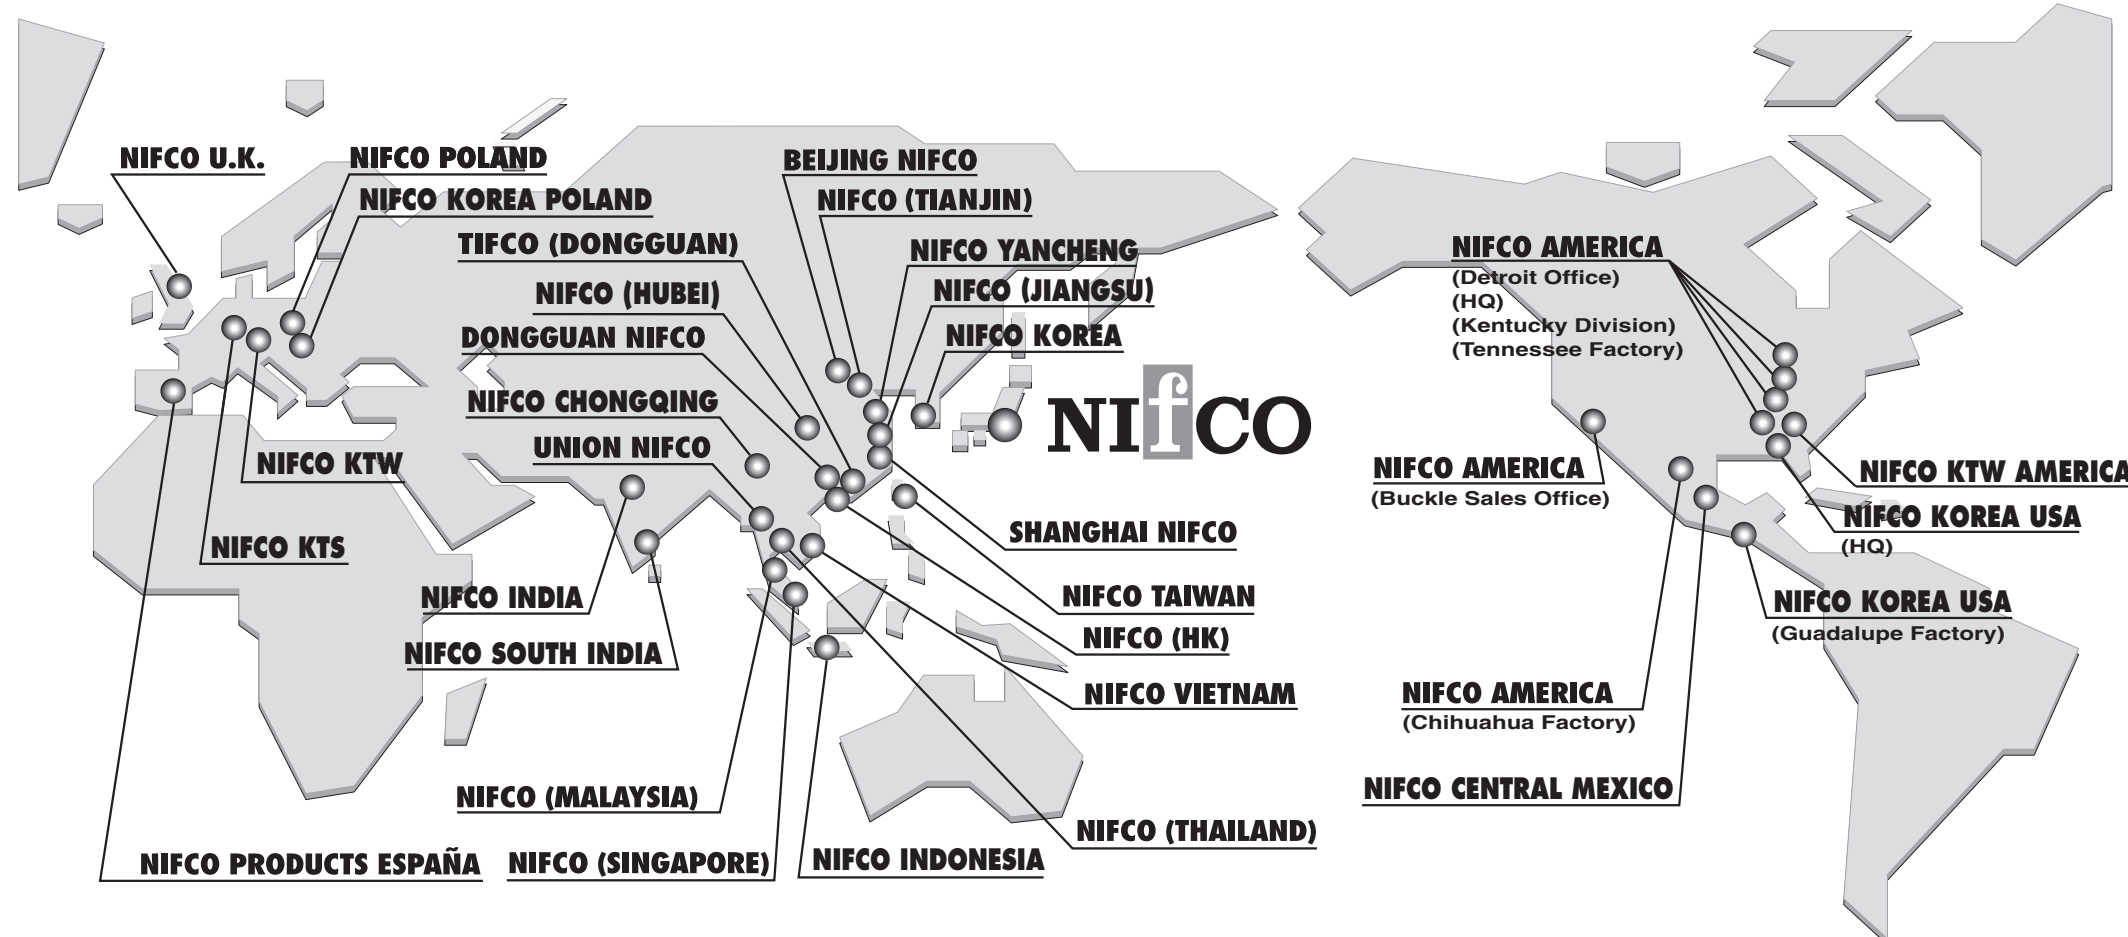 NIFCO U.K.
NIFCO POLAND
NIFCO KOREA POLAND
TIFCO (DONGGUAN)
NIFCO (HUBEI)
DONGGUAN NIFCO
NIFCO CHONGQING
UNION NIFCO
BEIJING NIFCO
NIFCO (TIANJIN)
NIFCO YANCHENG
NIFCO (JIANGSU)
NIFCO KOREA
NIfCO
NIFCO KTW
NIFCO KTS
NIFCO INDIA
NIFCO SOUTH INDIA
SHANGHAI NIFCO
NIFCO TAIWAN
NIFCO (HK)
NIFCO VIETNAM
NIFCO (MALAYSIA)
NIFCO (THAILAND)
NIFCO PRODUCTS ESPAÑA
NIFCO (SINGAPORE)
NIFCO INDONESIA
NIFCO AMERICA
(Detroit Office)
(HQ)
(Kentucky Division)
(Tennessee Factory)
NIFCO AMERICA
(Buckle Sales Office)
NIFCO KTW AMERICA
NIFCO KOREA USA
(HQ)
NIFCO KOREA USA
(Guadalupe Factory)
NIFCO AMERICA
(Chihuahua Factory)
NIFCO CENTRAL MEXICO